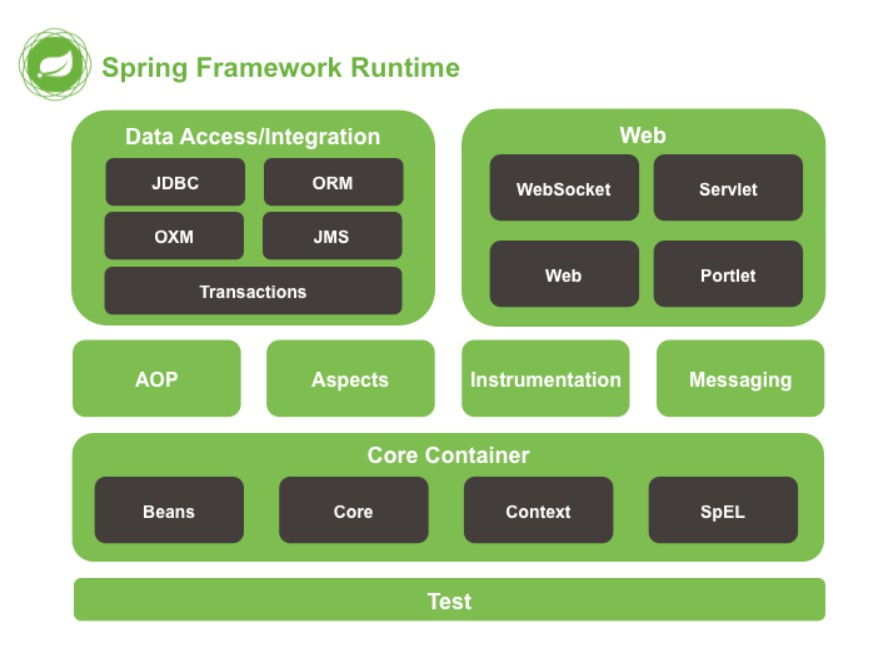 Spring Framework Runtime
Data Access/Integration
JDBC
ORM
OXM
JMS
Transactions
Web
WebSocket
Servlet
Web
Portlet
AOP
Aspects
Instrumentation
Messaging
Core Container
Beans
Core
Context
SpEL
Test